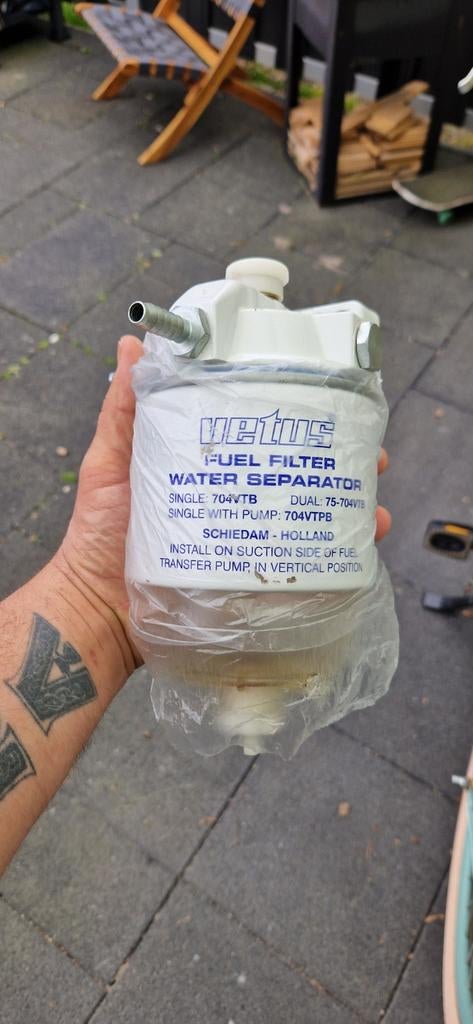 vetus
FUEL FILTER
WATER SEPARATOR
SINGLE: 704VTB DUAL: 75-704VTB
SINGLE WITH PUMP: 704VTPB
SCHIEDAM - HOLLAND
INSTALL ON SUCTION SIDE OF FUEL
TRANSFER PUMP, IN VERTICAL POSITION